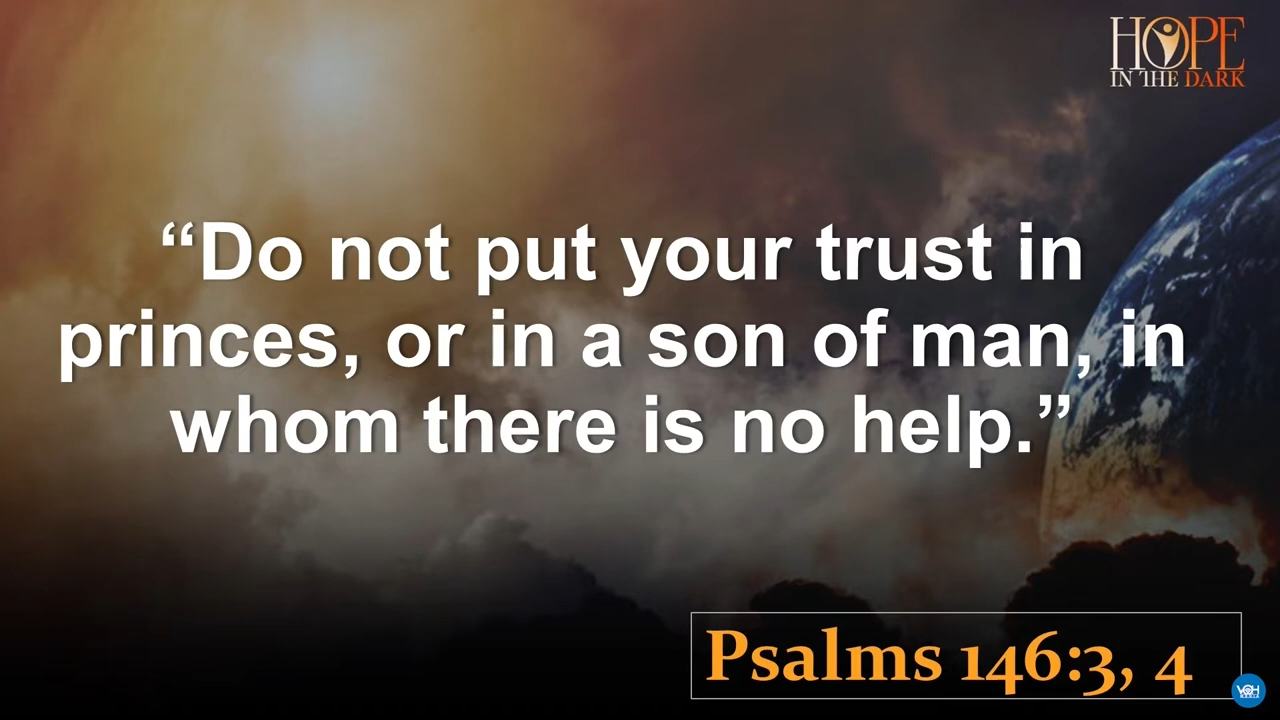 HOPE
IN THE DARK
“Do not put your trust in
princes, or in a son of man, in
whom there is no help.”
Psalms 146:3, 4
VOH